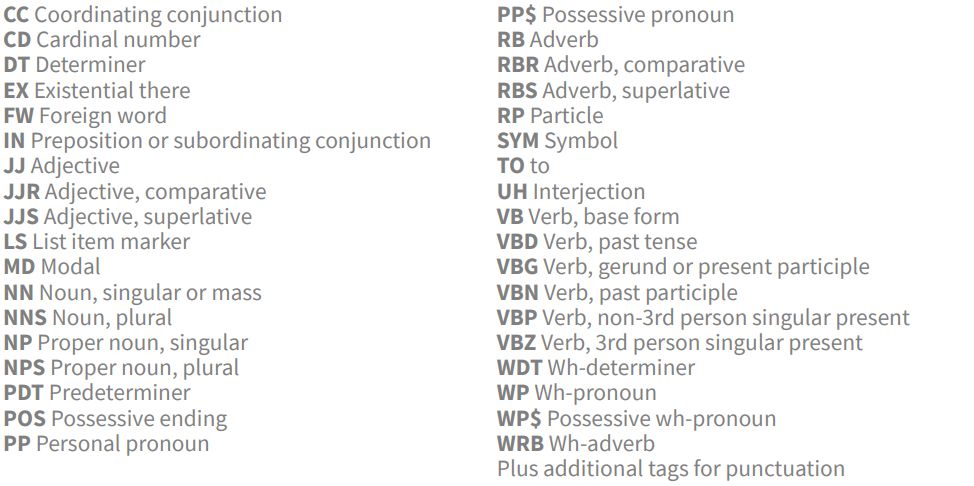 CC Coordinating conjunction
CD Cardinal number
DT Determiner
EX Existential there
FW Foreign word
IN Preposition or subordinating conjunction
JJ Adjective
JJR Adjective, comparative
JJS Adjective, superlative
LS List item marker
MD Modal
NN Noun, singular or mass
NNS Noun, plural
NP Proper noun, singular
NPS Proper noun, plural
PDT Predeterminer
POS Possessive ending
PP Personal pronoun
PP$ Possessive pronoun
RB Adverb
RBR Adverb, comparative
RBS Adverb, superlative
RP Particle
SYM Symbol
TO to
UH Interjection
VB Verb, base form
VBD Verb, past tense
VBG Verb, gerund or present participle
VBN Verb, past participle
VBP Verb, non-3rd person singular present
VBZ Verb, 3rd person singular present
WDT Wh-determiner
WP Wh-pronoun
WP$ Possessive wh-pronoun
WRB Wh-adverb
Plus additional tags for punctuation